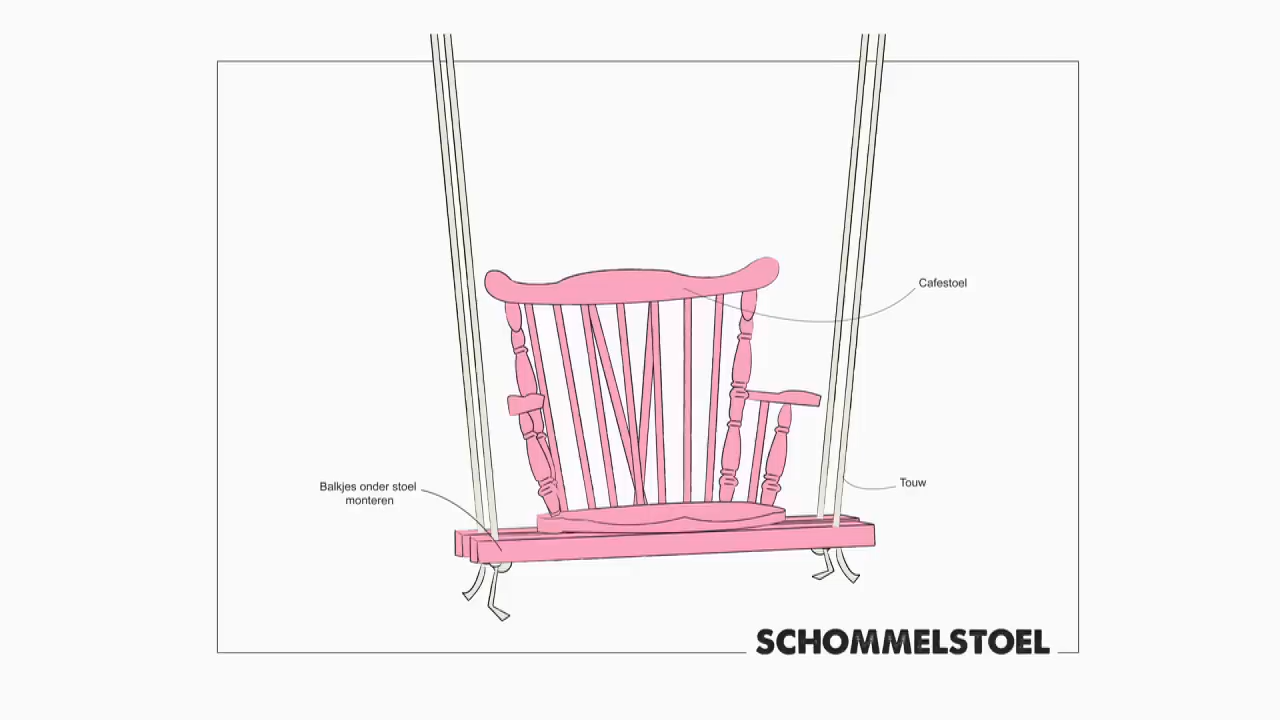 Cafestoel
Balkjes onder stoel
monteren
Touw
SCHOMMELSTOEL